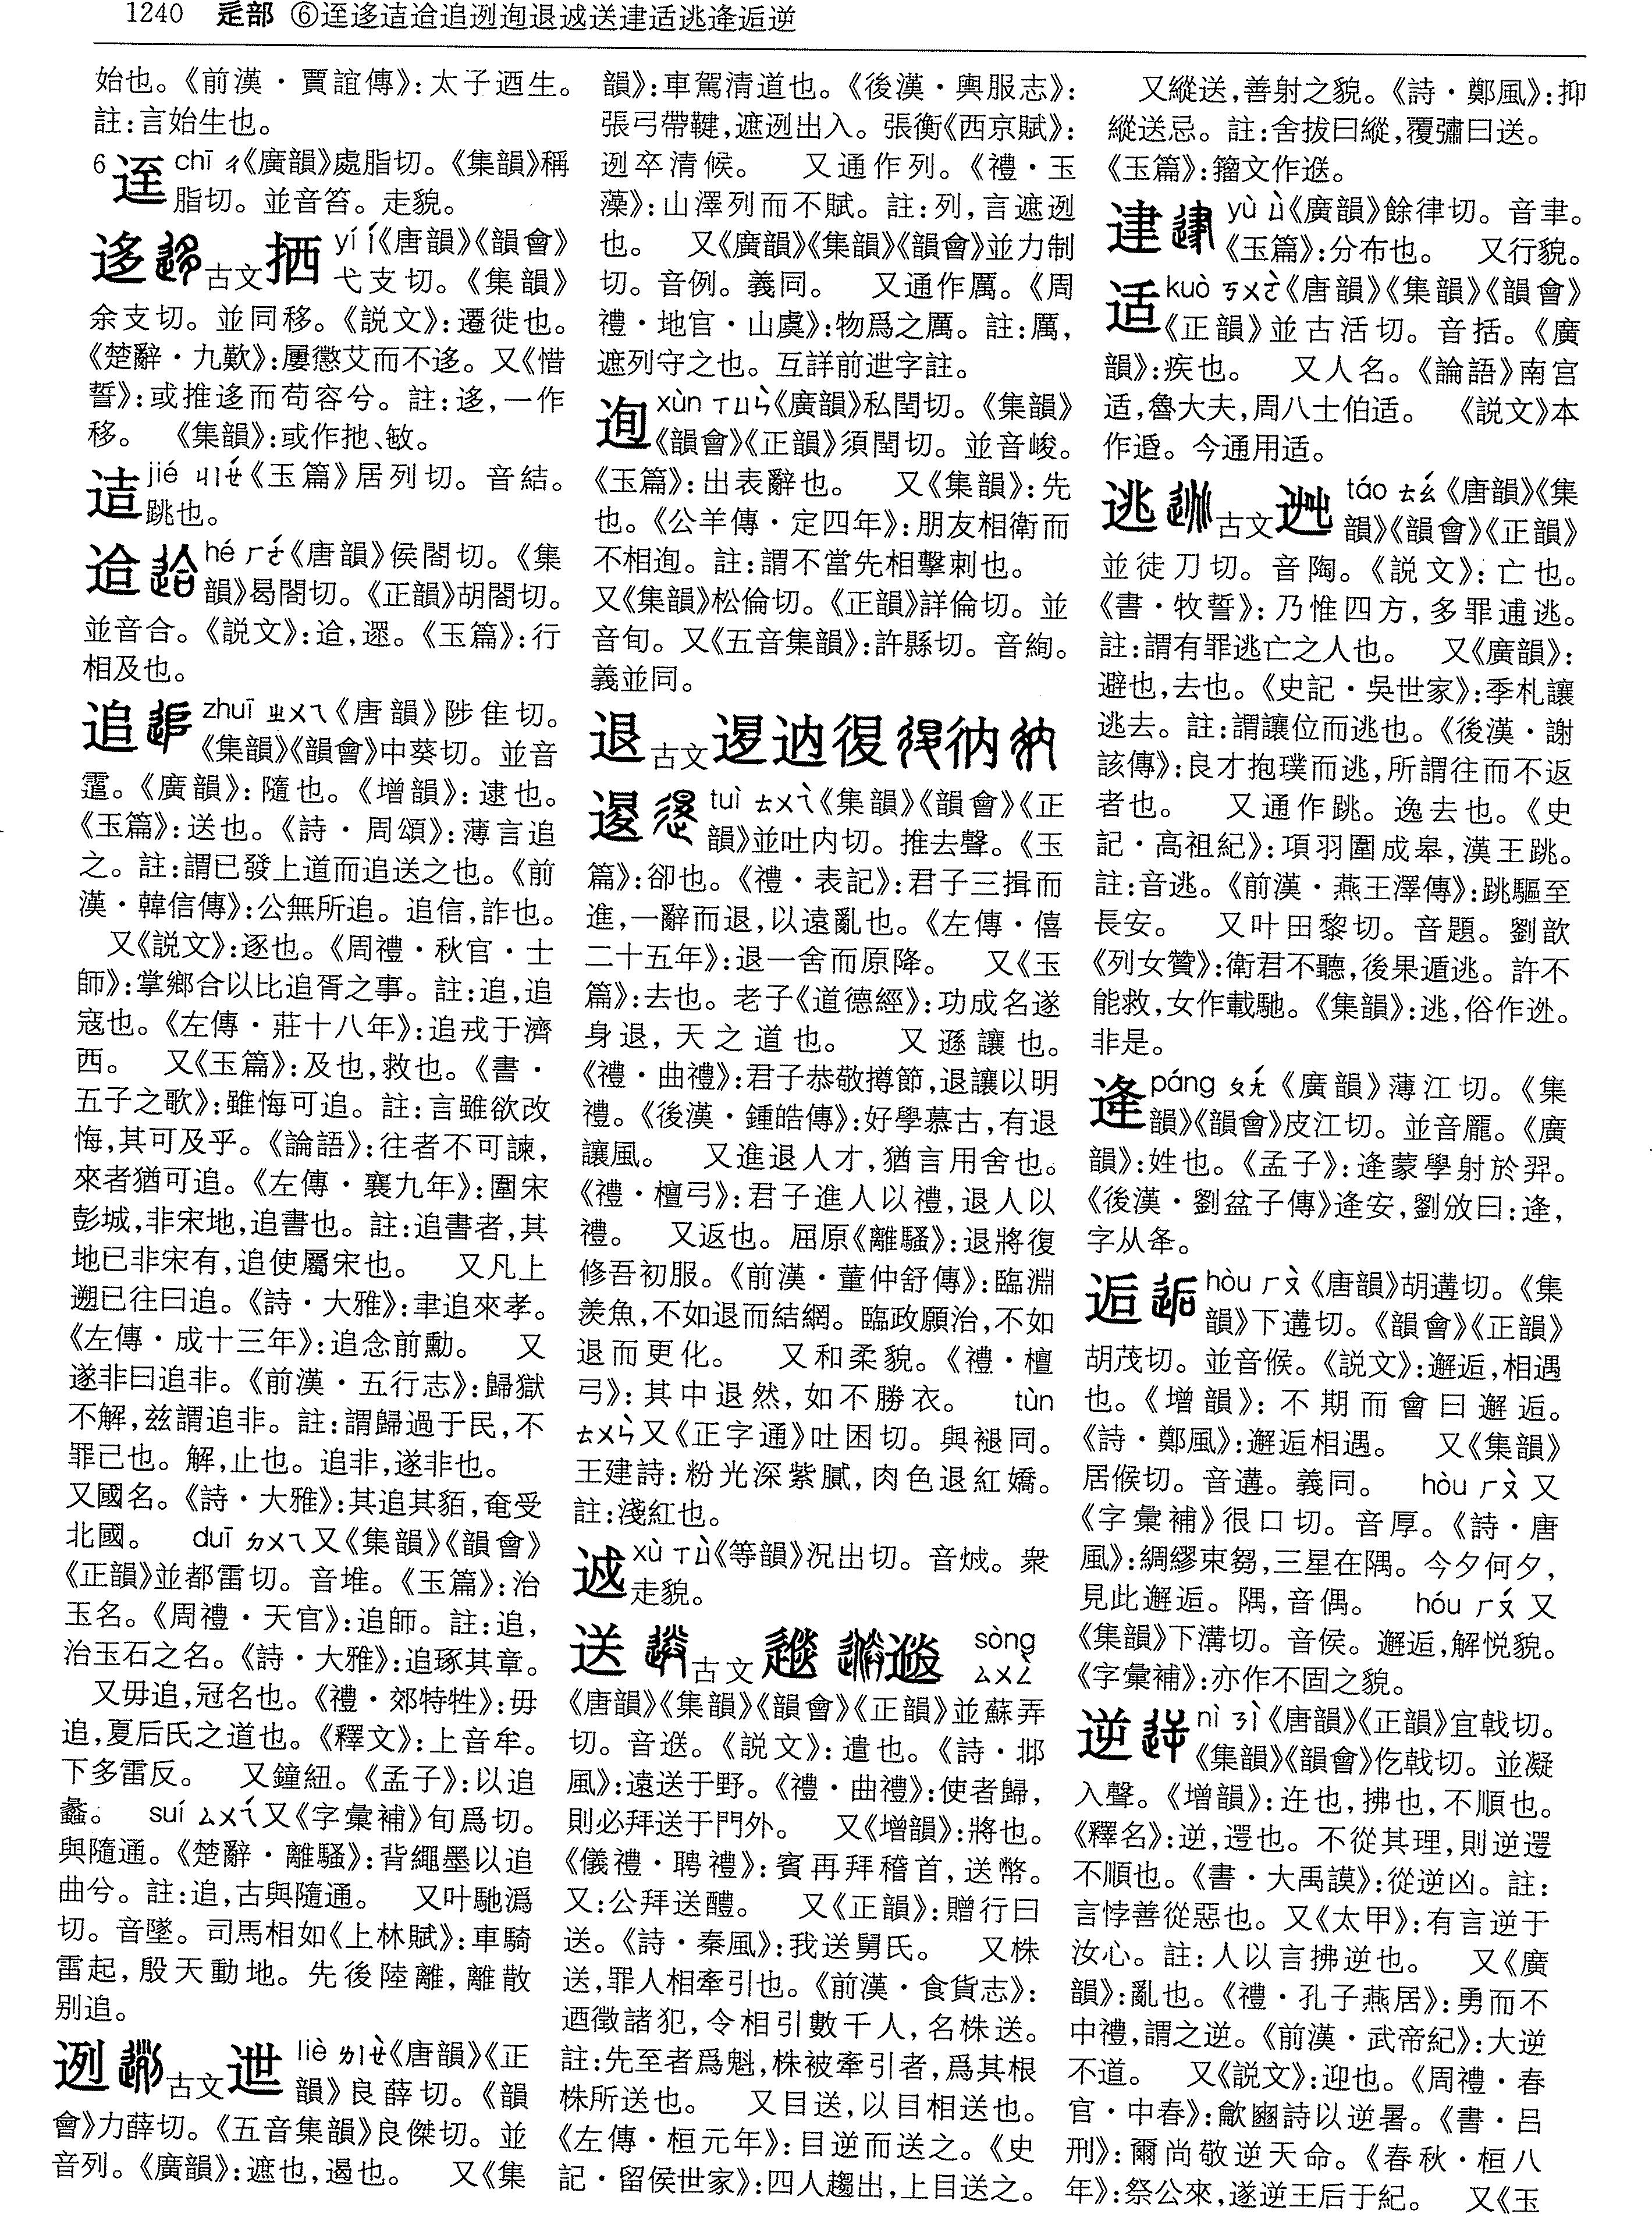 1240 辵部 ⑥迬迻迼迨追迾迿退䢕送䢖适逃逄逅逆
始也。《前漢·賈誼傳》：太子迺生。
註：言始生也。
6 chī ㄔ《廣韻》處脂切。《集韻》稱
脂切。並音笞。走貌。
迻 古文 拪 yí ㄧˊ《唐韻》《韻會》
弋支切。《集韻》
余支切。並同移。《説文》：遷徙也。
《楚辭·九歎》：屢懲艾而不迻。又《惜
誓》：或推迻而苟容兮。註：迻，一作
移。 《集韻》：或作扡、敡。
迼 jié ㄐㄧㄝˊ《玉篇》居列切。音結。
跳也。
迨 hé ㄏㄜˊ《唐韻》侯閤切。《集
韻》曷閤切。《正韻》胡閤切。
並音合。《説文》：迨，遝。《玉篇》：行
相及也。
追 zhuī ㄓㄨㄟ《唐韻》陟隹切。
《集韻》《韻會》中葵切。並音
䨓。《廣韻》：隨也。《增韻》：逮也。
《玉篇》：送也。《詩·周頌》：薄言追
之。註：謂已發上道而追送之也。《前
漢·韓信傳》：公無所追。追信，詐也。
又《説文》：逐也。《周禮·秋官·士
師》：掌鄉合以比追胥之事。註：追，追
寇也。《左傳·莊十八年》：追戎于濟
西。 又《玉篇》：及也，救也。《書·
五子之歌》：雖悔可追。註：言雖欲改
悔，其可及乎。《論語》：往者不可諫，
來者猶可追。《左傳·襄九年》：圍宋
彭城，非宋地，追書也。註：追書者，其
地已非宋有，追使屬宋也。 又凡上
遡已往曰追。《詩·大雅》：聿追來孝。
《左傳·成十三年》：追念前勳。 又
遂非曰追非。《前漢·五行志》：歸獄
不解，兹謂追非。註：謂歸過于民，不
罪己也。解，止也。追非，遂非也。
又國名。《詩·大雅》：其追其貊，奄受
北國。 duī ㄉㄨㄟ又《集韻》《韻會》
《正韻》並都雷切。音堆。《玉篇》：治
玉名。《周禮·天官》：追師。註：追，
治玉石之名。《詩·大雅》：追琢其章。
又毋追，冠名也。《禮·郊特牲》：毋
追，夏后氏之道也。《釋文》：上音牟。
下多雷反。 又鐘紐。《孟子》：以追
蠡。 suí ㄙㄨㄟˊ又《字彙補》旬爲切。
與隨通。《楚辭·離騷》：背繩墨以追
曲兮。註：追，古與隨通。 又叶馳潙
切。音墜。司馬相如《上林賦》：車騎
雷起，殷天動地。先後陸離，離散
别追。
迾 古文 迣 liè ㄌㄧㄝˋ《唐韻》《正
韻》良薛切。《韻
會》力薛切。《五音集韻》良傑切。並
音列。《廣韻》：遮也，遏也。 又《集
韻》：車駕清道也。《後漢·輿服志》：
張弓帶鞬，遮迾出入。張衡《西京賦》：
迾卒清候。 又通作列。《禮·玉
藻》：山澤列而不賦。註：列，言遮迾
也。 又《廣韻》《集韻》《韻會》並力制
切。音例。義同。 又通作厲。《周
禮·地官·山虞》：物爲之厲。註：厲，
遮列守之也。互詳前迣字註。
迿 xùn ㄒㄩㄣˋ《廣韻》私閏切。《集韻》
《韻會》《正韻》須閏切。並音峻。
《玉篇》：出表辭也。 又《集韻》：先
也。《公羊傳·定四年》：朋友相衛而
不相迿。註：謂不當先相擊刺也。
又《集韻》松倫切。《正韻》詳倫切。並
音旬。又《五音集韻》：許縣切。音絢。
義並同。
退 古文 𨓤 䢜 復 㣛
tuì ㄊㄨㄟˋ《集韻》《韻會》《正
韻》並吐内切。推去聲。《玉
篇》：卻也。《禮·表記》：君子三揖而
進，一辭而退，以遠亂也。《左傳·僖
二十五年》：退一舍而原降。 又《玉
篇》：去也。老子《道德經》：功成名遂
身退，天之道也。 又遜讓也。
《禮·曲禮》：君子恭敬撙節，退讓以明
禮。《後漢·鍾皓傳》：好學慕古，有退
讓風。 又進退人才，猶言用舍也。
《禮·檀弓》：君子進人以禮，退人以
禮。 又返也。屈原《離騷》：退將復
修吾初服。《前漢·董仲舒傳》：臨淵
羨魚，不如退而結網。臨政願治，不如
退而更化。 又和柔貌。《禮·檀
弓》：其中退然，如不勝衣。 tùn
ㄊㄨㄣˋ又《正字通》吐困切。與褪同。
王建詩：粉光深紫膩，肉色退紅嬌。
註：淺紅也。
xù ㄒㄩˋ《等韻》況出切。音烕。衆
走貌。
送 古文 sòng
ㄙㄨㄥˋ
《唐韻》《集韻》《韻會》《正韻》並蘇弄
切。音𨕩。《説文》：遣也。《詩·邶
風》：遠送于野。《禮·曲禮》：使者歸，
則必拜送于門外。 又《增韻》：將也。
《儀禮·聘禮》：賓再拜稽首，送幣。
又：公拜送醴。 又《正韻》：贈行曰
送。《詩·秦風》：我送舅氏。 又株
送，罪人相牽引也。《前漢·食貨志》：
迺徵諸犯，令相引數千人，名株送。
註：先至者爲魁，株被牽引者，爲其根
株所送也。 又目送，以目相送也。
《左傳·桓元年》：目逆而送之。《史
記·留侯世家》：四人趨出，上目送之。
又縱送，善射之貌。《詩·鄭風》：抑
縱送忌。註：舍拔曰縱，覆彇曰送。
《玉篇》：籀文作𨕩。
䢖 yù ㄩˋ《廣韻》餘律切。音聿。
《玉篇》：分布也。 又行貌。
适 kuò ㄎㄨㄛˋ《唐韻》《集韻》《韻會》
《正韻》並古活切。音括。《廣
韻》：疾也。 又人名。《論語》南宫
适，魯大夫，周八士伯适。 《説文》本
作𨓈。今通用适。
逃 古文 táo ㄊㄠˊ《唐韻》《集
韻》《韻會》《正韻》
並徒刀切。音陶。《説文》：亡也。
《書·牧誓》：乃惟四方，多罪逋逃。
註：謂有罪逃亡之人也。 又《廣韻》：
避也，去也。《史記·吳世家》：季札讓
逃去。註：謂讓位而逃也。《後漢·謝
該傳》：良才抱璞而逃，所謂往而不返
者也。 又通作跳。逸去也。《史
記·高祖紀》：項羽圍成皋，漢王跳。
註：音逃。《前漢·燕王澤傳》：跳驅至
長安。 又叶田黎切。音題。劉歆
《列女贊》：衛君不聽，後果遁逃。許不
能救，女作載馳。《集韻》：逃，俗作迯。
非是。
逄 páng ㄆㄤˊ《廣韻》薄江切。《集
韻》《韻會》皮江切。並音龎。《廣
韻》：姓也。《孟子》：逄蒙學射於羿。
《後漢·劉盆子傳》逄安，劉攽曰：逄，
字从夅。
逅 hòu ㄏㄡˋ《唐韻》胡遘切。《集
韻》下遘切。《韻會》《正韻》
胡茂切。並音候。《説文》：邂逅，相遇
也。《增韻》：不期而會曰邂逅。
《詩·鄭風》：邂逅相遇。 又《集韻》
居候切。音遘。義同。 hòu ㄏㄡˋ又
《字彙補》很口切。音厚。《詩·唐
風》：綢繆束芻，三星在隅。今夕何夕，
見此邂逅。隅，音偶。 hóu ㄏㄡˊ又
《集韻》下溝切。音侯。邂逅，解悦貌。
《字彙補》：亦作不固之貌。
逆 nì ㄋㄧˋ《唐韻》《正韻》宜戟切。
《集韻》《韻會》仡戟切。並凝
入聲。《增韻》：迕也，拂也，不順也。
《釋名》：逆，遻也。不從其理，則逆遻
不順也。《書·大禹謨》：從逆凶。註：
言悖善從惡也。又《太甲》：有言逆于
汝心。註：人以言拂逆也。 又《廣
韻》：亂也。《禮·孔子燕居》：勇而不
中禮，謂之逆。《前漢·武帝紀》：大逆
不道。 又《説文》：迎也。《周禮·春
官·中春》：龡豳詩以逆暑。《書·吕
刑》：爾尚敬逆天命。《春秋·桓八
年》：祭公來，遂逆王后于紀。 又《玉